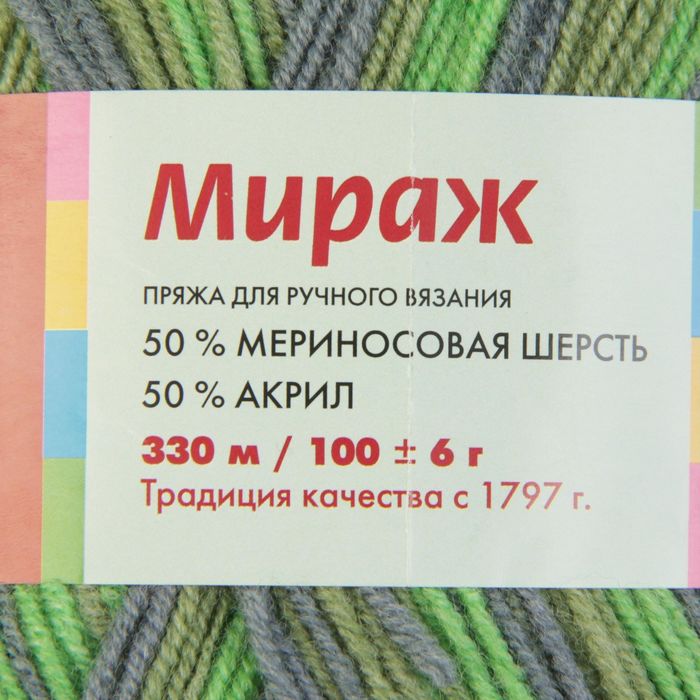 Мираж
ПРЯЖА ДЛЯ РУЧНОГО ВЯЗАНИЯ
50 % МЕРИНОСОВАЯ ШЕРСТЬ
50 % АКРИЛ
330 м / 100 ± 6 г
Традиция качества с 1797 г.